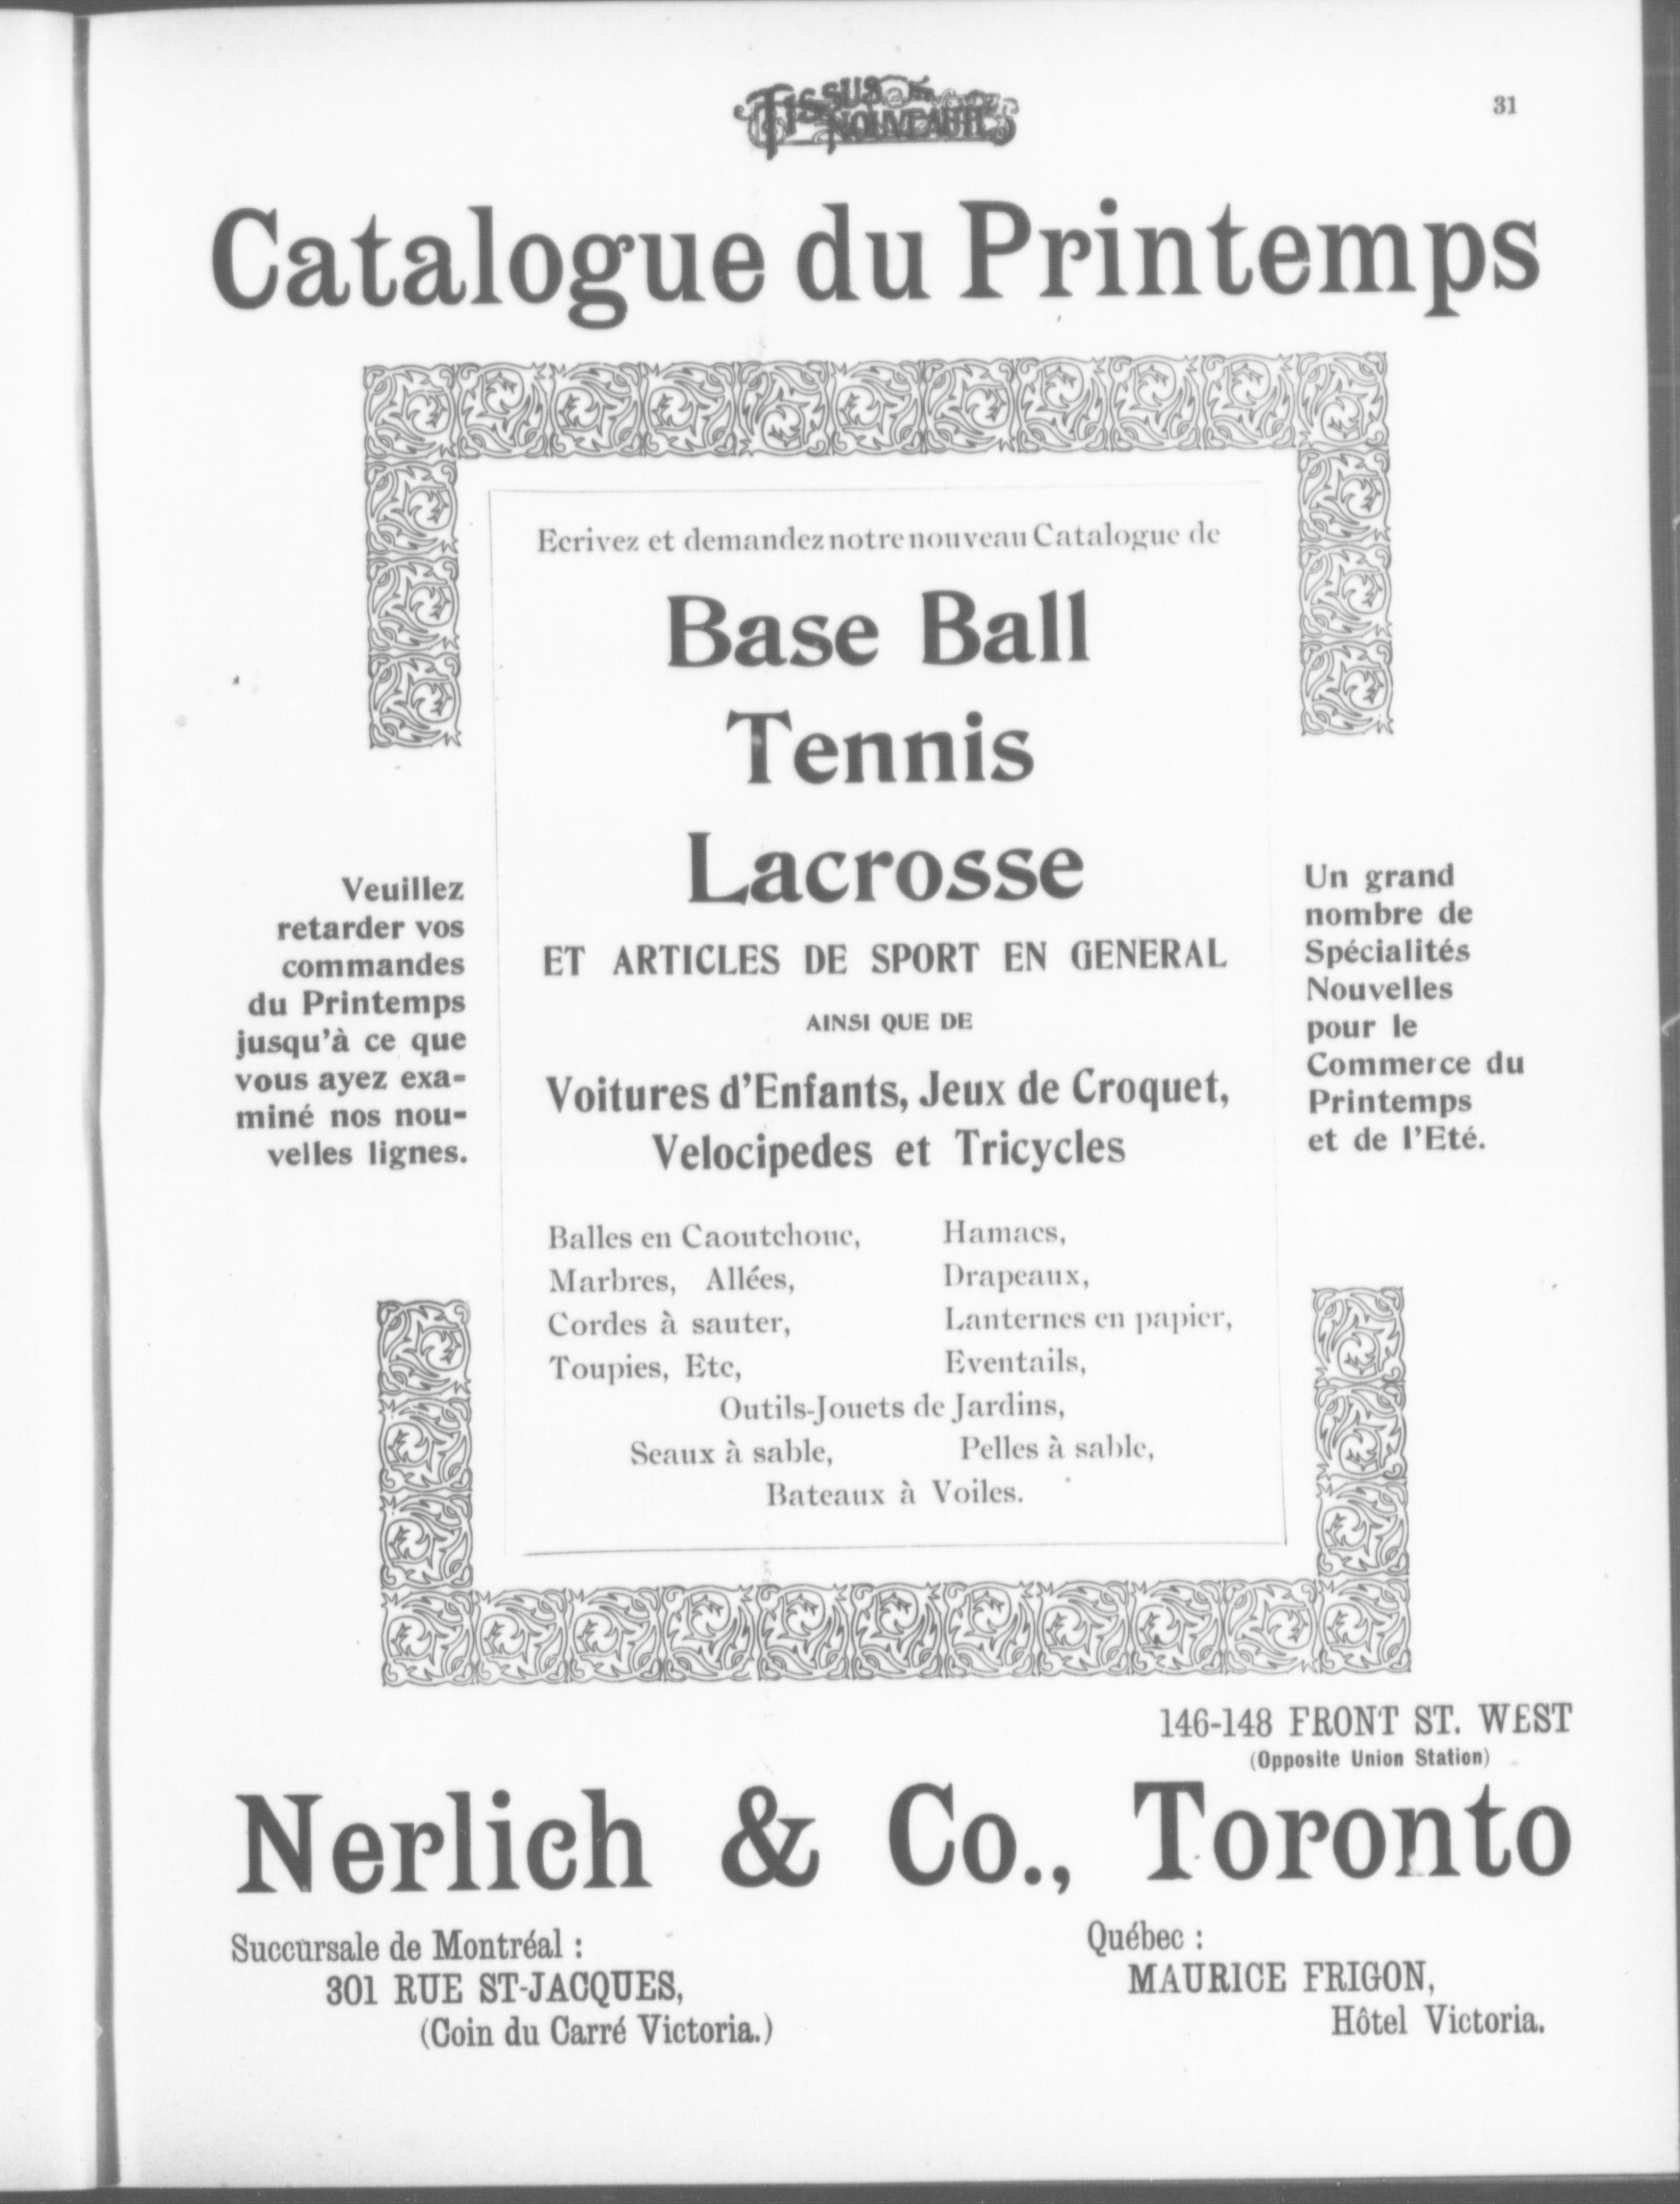 TISSUS
NOUVEAUTÉS
31
Catalogue du Printemps
Ecrivez et demandez notre nouveau Catalogue de
Base Ball
Tennis
Lacrosse
ET ARTICLES DE SPORT EN GENERAL
AINSI QUE DE
Voitures d'Enfants, Jeux de Croquet,
Velocipedes et Tricycles
Balles en Caoutchouc,
Marbres, Allées,
Cordes à sauter,
Toupies, Etc,
Hamacs,
Drapeaux,
Lanternes en papier,
Eventails,
Outils-Jouets de Jardins,
Seaux à sable, Pelles à sable,
Bateaux à Voiles.
Veuillez
retarder vos
commandes
du Printemps
jusqu'à ce que
vous ayez exa-
miné nos nou-
velles lignes.
Un grand
nombre de
Spécialités
Nouvelles
pour le
Commerce du
Printemps
et de l'Eté.
146-148 FRONT ST. WEST
(Opposite Union Station)
Nerlich & Co., Toronto
Succursale de Montréal :
301 RUE ST-JACQUES,
(Coin du Carré Victoria.)
Québec :
MAURICE FRIGON,
Hôtel Victoria.